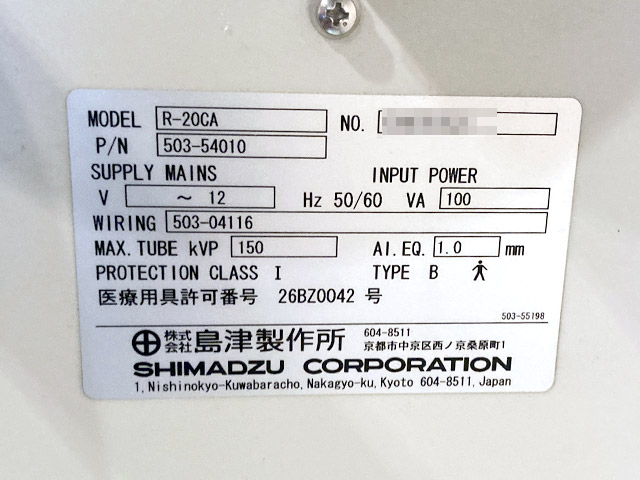 MODEL R-20CA NO.
P/N 503-54010
SUPPLY MAINS INPUT POWER
V ~ 12 Hz 50/60 VA 100
WIRING 503-04116
MAX. TUBE kVP 150 Al.EQ. 1.0 mm
PROTECTION CLASS I TYPE B
医療用具許可番号 26BZ0042 号
503-55198
株式会社 島津製作所 604-8511
京都市中京区西ノ京桑原町1
SHIMADZU CORPORATION
1, Nishinokyo-Kuwabaracho, Nakagyo-ku, Kyoto 604-8511, Japan